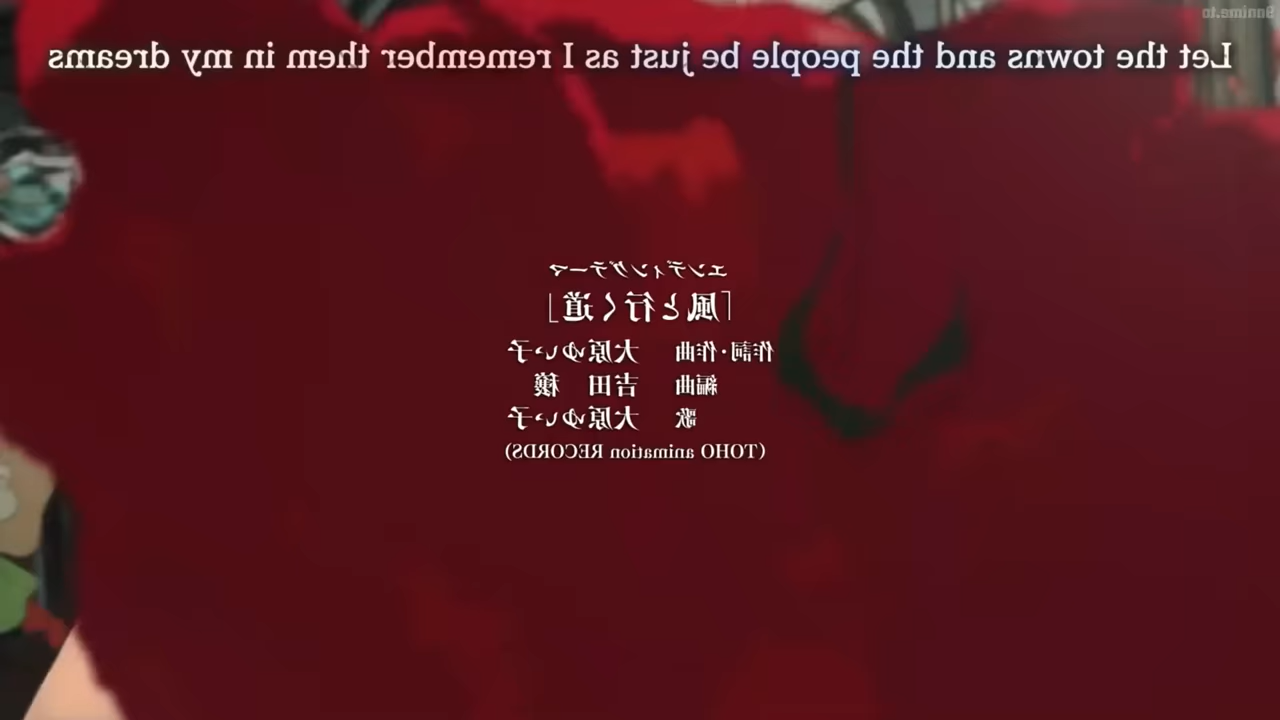 9anime.to
Let the towns and the people be just as I remember them in my dreams
エンディングテーマ
「風と行く道」
作詞・作曲 大原ゆい子
編曲 吉田 穣
歌 大原ゆい子
(TOHO animation RECORDS)